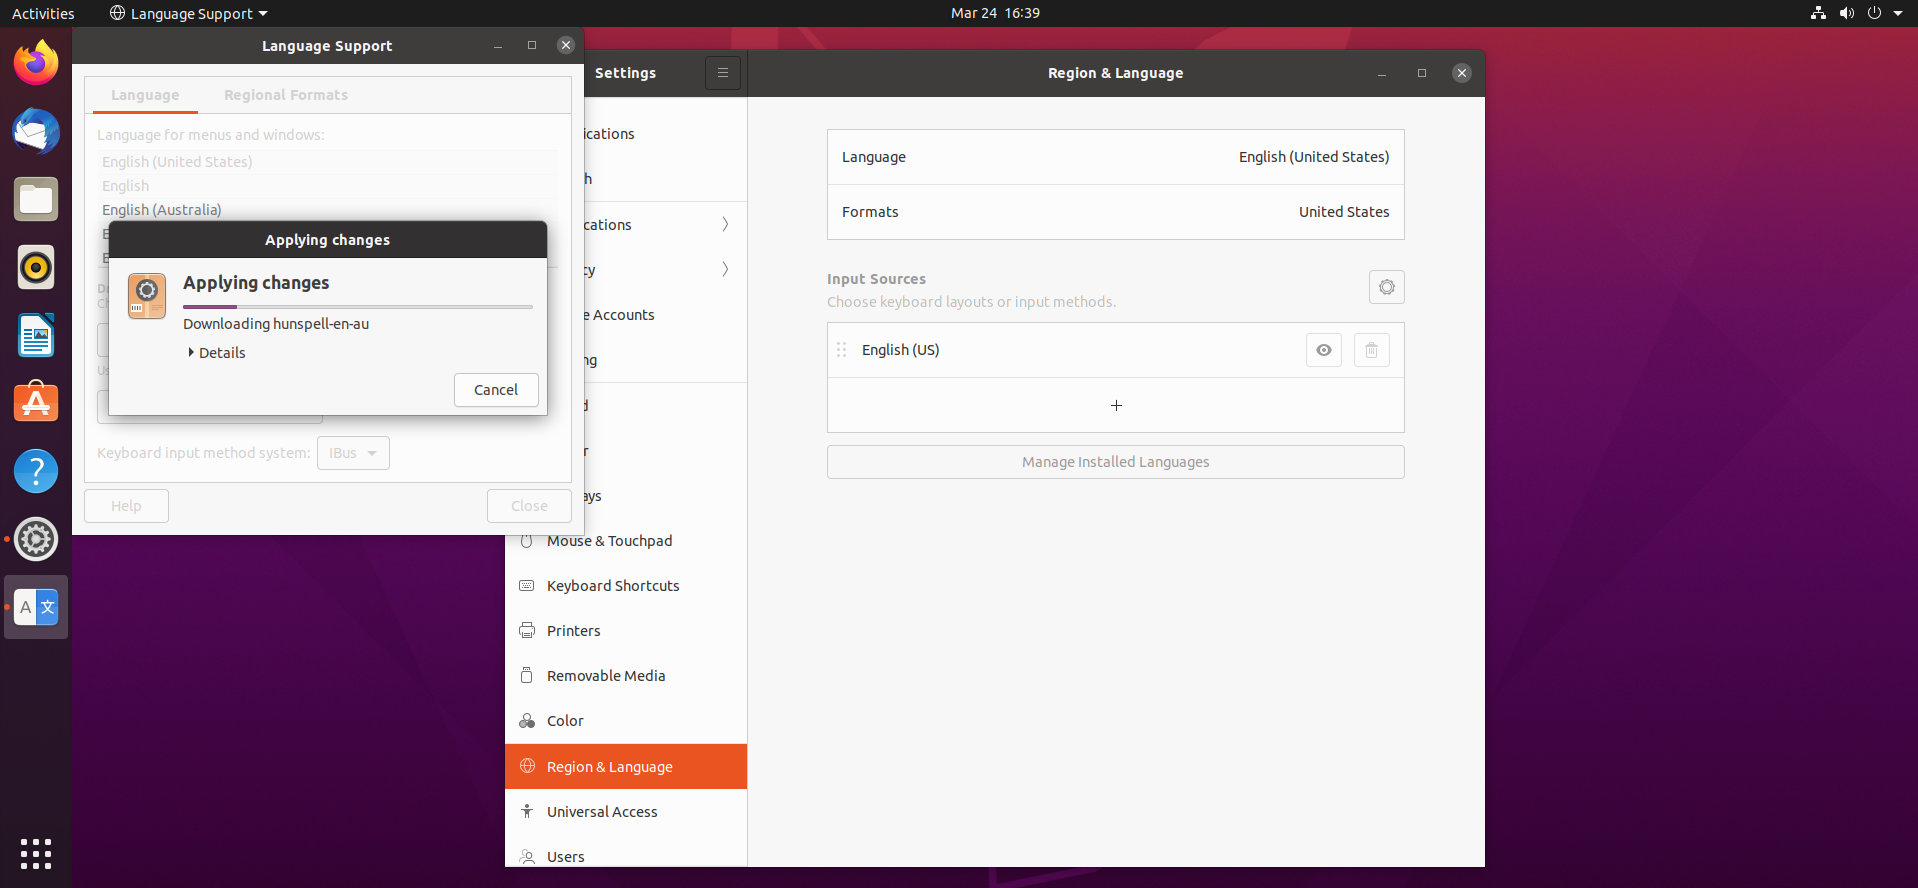 Activities
Language Support
Mar 24 16:39
Language Support
Language
Regional Formats
Language for menus and windows:
English (United States)
English
English (Australia)
Applying changes
Applying changes
Downloading hunspell-en-au
Details
Cancel
Keyboard input method system:
IBus
Help
Close
Settings
Region & Language
ications
h
cations
cy
e Accounts
ng
d
r
ays
Mouse & Touchpad
Keyboard Shortcuts
Printers
Removable Media
Color
Region & Language
Universal Access
Users
Language
English (United States)
Formats
United States
Input Sources
Choose keyboard layouts or input methods.
English (US)
Manage Installed Languages